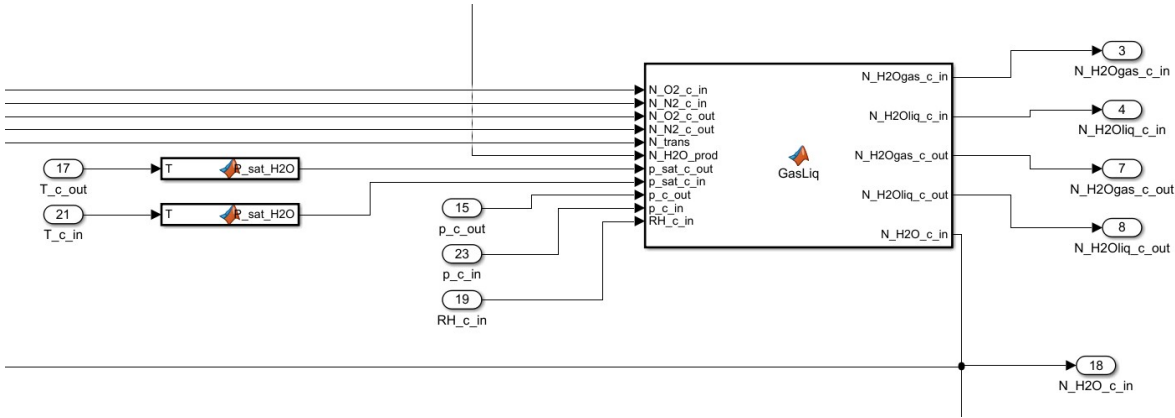 N_O2_c_in
N_N2_c_in
N_O2_c_out
N_N2_c_out
N_trans
N_H2O_prod
p_sat_c_out
p_sat_c_in
p_c_out
p_c_in
RH_c_in
GasLiq
N_H2Ogas_c_in
N_H2Oliq_c_in
N_H2Ogas_c_out
N_H2Oliq_c_out
N_H2O_c_in
3
N_H2Ogas_c_in
4
N_H2Oliq_c_in
7
N_H2Ogas_c_out
8
N_H2Oliq_c_out
17
T_c_out
T
P_sat_H2O
21
T_c_in
T
P_sat_H2O
15
p_c_out
23
p_c_in
19
RH_c_in
18
N_H2O_c_in